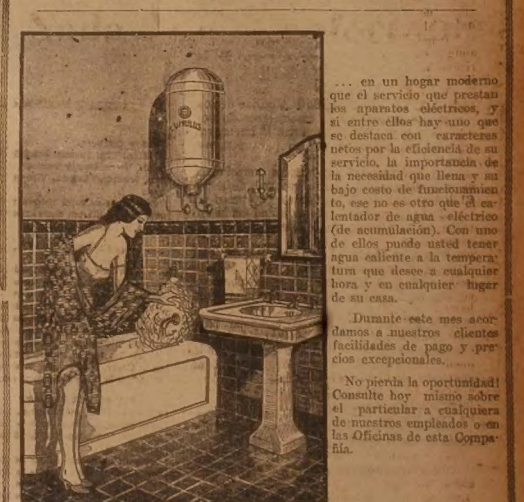 ... en un hogar moderno
que el servicio que prestan
los aparatos eléctricos, y
si entre ellos hay uno que
se destaca con caracteres
netos por la eficiencia de su
servicio, la importancia de
la necesidad que llena y su
bajo costo de funcionamien
to, ese no es otro que el ca-
lentador de agua eléctrico
(de acumulación). Con uno
de ellos puede usted tener
agua caliente a la tempera-
tura que desee a cualquier
hora y en cualquier lugar
de su casa.
Durante este mes acor
damos a nuestros clientes
facilidades de pago y pre-
cios excepcionales.
No pierda la oportunidad!
Consulte hoy mismo sobre
el particular a cualquiera
de nuestros empleados o en
las Oficinas de esta Compa-
ñía.